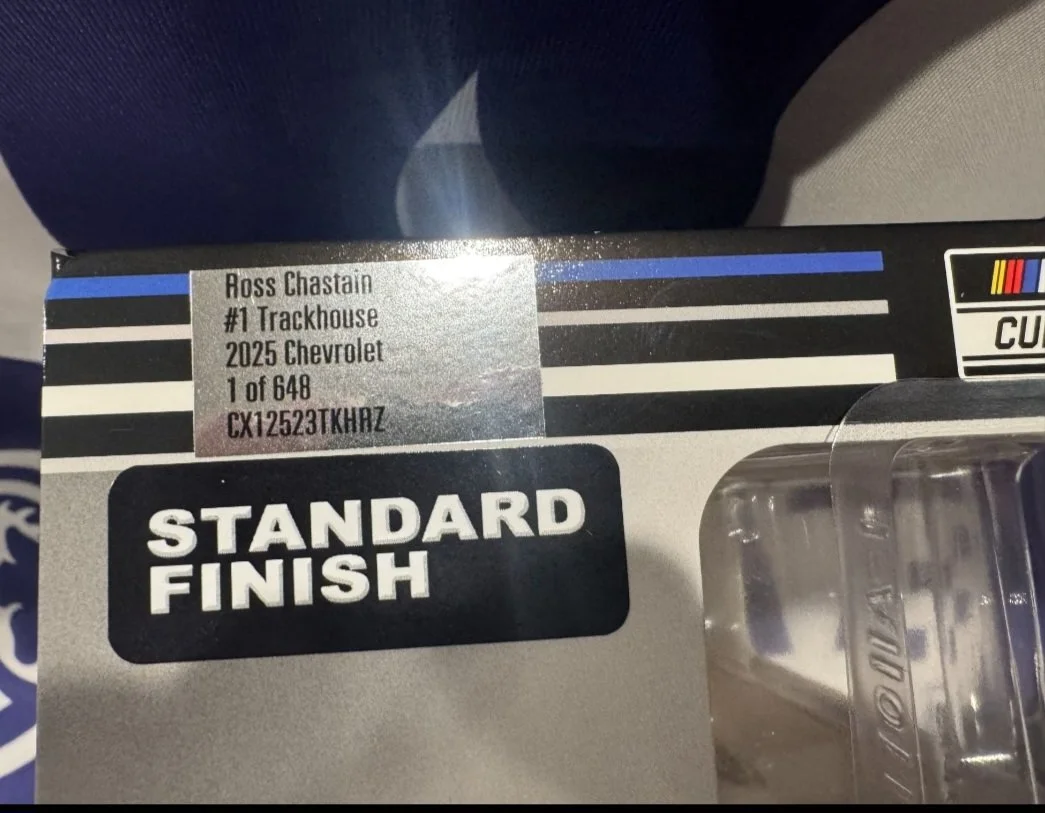 Ross Chastain
#1 Trackhouse
2025 Chevrolet
1 of 648
CX12523TKHRZ
STANDARD
FINISH